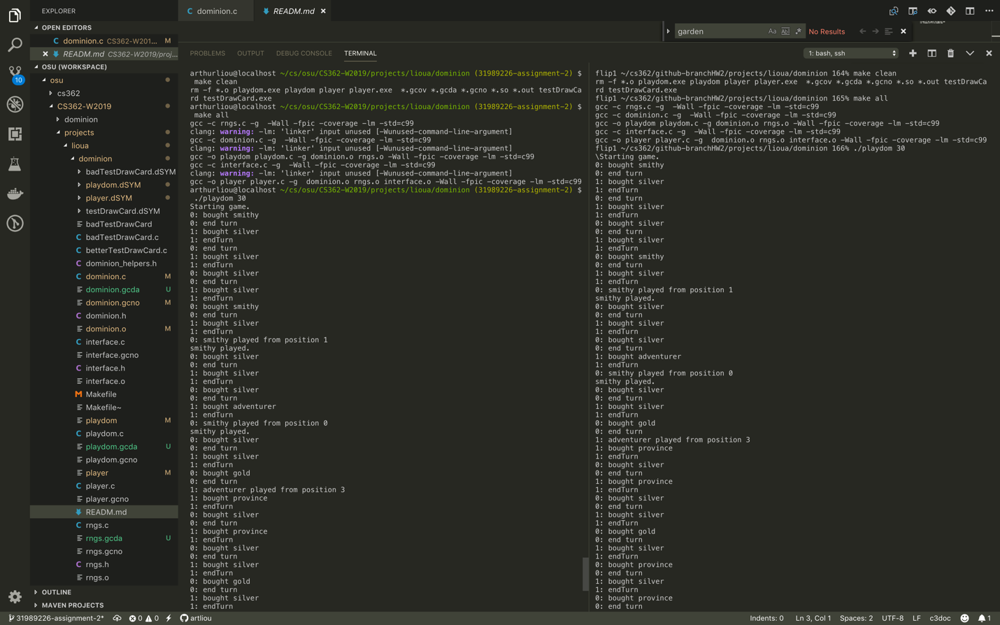 EXPLORER
OPEN EDITORS
dominion.c CS362-W201... M
READM.md CS362-W2019/proj...
OSU (WORKSPACE)
osu
cs362
CS362-W2019
dominion
projects
lioua
dominion
badTestDrawCard.dSYM
playdom.dSYM
player.dSYM
testDrawCard.dSYM
badTestDrawCard
badTestDrawCard.c
betterTestDrawCard.c
dominion_helpers.h
dominion.c M
dominion.gcda U
dominion.gcno M
dominion.h
dominion.o M
interface.c
interface.gcno
interface.h
interface.o
Makefile
Makefile~
playdom M
playdom.c
playdom.gcda U
playdom.gcno
player M
player.c
player.gcno
READM.md
rngs.c
rngs.gcda U
rngs.gcno
rngs.h
rngs.o
OUTLINE
MAVEN PROJECTS
10
dominion.c
READM.md
garden
Aa Abl .*
No Results
PROBLEMS OUTPUT DEBUG CONSOLE TERMINAL
1: bash, ssh
arthurliou@localhost ~/cs/osu/CS362-W2019/projects/lioua/dominion (31989226-assignment-2) $
make clean
rm -f *.o playdom.exe playdom player player.exe  *.gcov *.gcda *.gcno *.so *.out testDrawCa
rd testDrawCard.exe
arthurliou@localhost ~/cs/osu/CS362-W2019/projects/lioua/dominion (31989226-assignment-2) $
make all
gcc -c rngs.c -g  -Wall -fpic -coverage -lm -std=c99
clang: warning: -lm: 'linker' input unused [-Wunused-command-line-argument]
gcc -c dominion.c -g  -Wall -fpic -coverage -lm -std=c99
clang: warning: -lm: 'linker' input unused [-Wunused-command-line-argument]
gcc -o playdom playdom.c -g dominion.o rngs.o -Wall -fpic -coverage -lm -std=c99
gcc -c interface.c -g  -Wall -fpic -coverage -lm -std=c99
clang: warning: -lm: 'linker' input unused [-Wunused-command-line-argument]
gcc -o player player.c -g  dominion.o rngs.o interface.o -Wall -fpic -coverage -lm -std=c99
arthurliou@localhost ~/cs/osu/CS362-W2019/projects/lioua/dominion (31989226-assignment-2) $
./playdom 30
Starting game.
0: bought smithy
0: end turn
1: bought silver
1: endTurn
0: end turn
1: bought silver
1: endTurn
0: bought silver
0: end turn
1: bought silver
1: endTurn
0: bought smithy
0: end turn
1: bought silver
1: endTurn
0: smithy played from position 1
smithy played.
0: bought silver
0: end turn
1: bought silver
1: endTurn
0: bought silver
0: end turn
1: bought adventurer
1: endTurn
0: smithy played from position 0
smithy played.
0: bought silver
0: end turn
1: bought silver
1: endTurn
0: bought gold
0: end turn
1: adventurer played from position 3
1: bought province
1: endTurn
0: bought silver
0: end turn
1: bought province
1: endTurn
0: bought silver
0: end turn
1: bought silver
1: endTurn
0: bought gold
0: end turn
1: bought silver
1: endTurn
flip1 ~/cs362/github-branchHW2/projects/lioua/dominion 164% make clean
rm -f *.o playdom.exe playdom player player.exe  *.gcov *.gcda *.gcno *.so *.out testDrawCa
rd testDrawCard.exe
flip1 ~/cs362/github-branchHW2/projects/lioua/dominion 165% make all
gcc -c rngs.c -g  -Wall -fpic -coverage -lm -std=c99
gcc -c dominion.c -g  -Wall -fpic -coverage -lm -std=c99
gcc -o playdom playdom.c -g dominion.o rngs.o -Wall -fpic -coverage -lm -std=c99
gcc -c interface.c -g  -Wall -fpic -coverage -lm -std=c99
gcc -o player player.c -g  dominion.o rngs.o interface.o -Wall -fpic -coverage -lm -std=c99
flip1 ~/cs362/github-branchHW2/projects/lioua/dominion 166% ./playdom 30
\Starting game.
0: bought smithy
0: end turn
1: bought silver
1: endTurn
0: end turn
1: bought silver
1: endTurn
0: bought silver
0: end turn
1: bought silver
1: endTurn
0: bought smithy
0: end turn
1: bought silver
1: endTurn
0: smithy played from position 1
smithy played.
0: bought silver
0: end turn
1: bought silver
1: endTurn
0: bought silver
0: end turn
1: bought adventurer
1: endTurn
0: smithy played from position 0
smithy played.
0: bought silver
0: end turn
1: bought silver
1: endTurn
0: bought gold
0: end turn
1: adventurer played from position 3
1: bought province
1: endTurn
0: bought silver
0: end turn
1: bought province
1: endTurn
0: bought silver
0: end turn
1: bought silver
1: endTurn
0: bought gold
0: end turn
1: bought silver
1: endTurn
0: bought province
0: end turn
1: bought silver
1: endTurn
0: bought province
0: end turn
31989226-assignment-2* 0 0 artliou Indents: 0 Ln 3, Col 1 Spaces: 2 UTF-8 LF c3doc 1